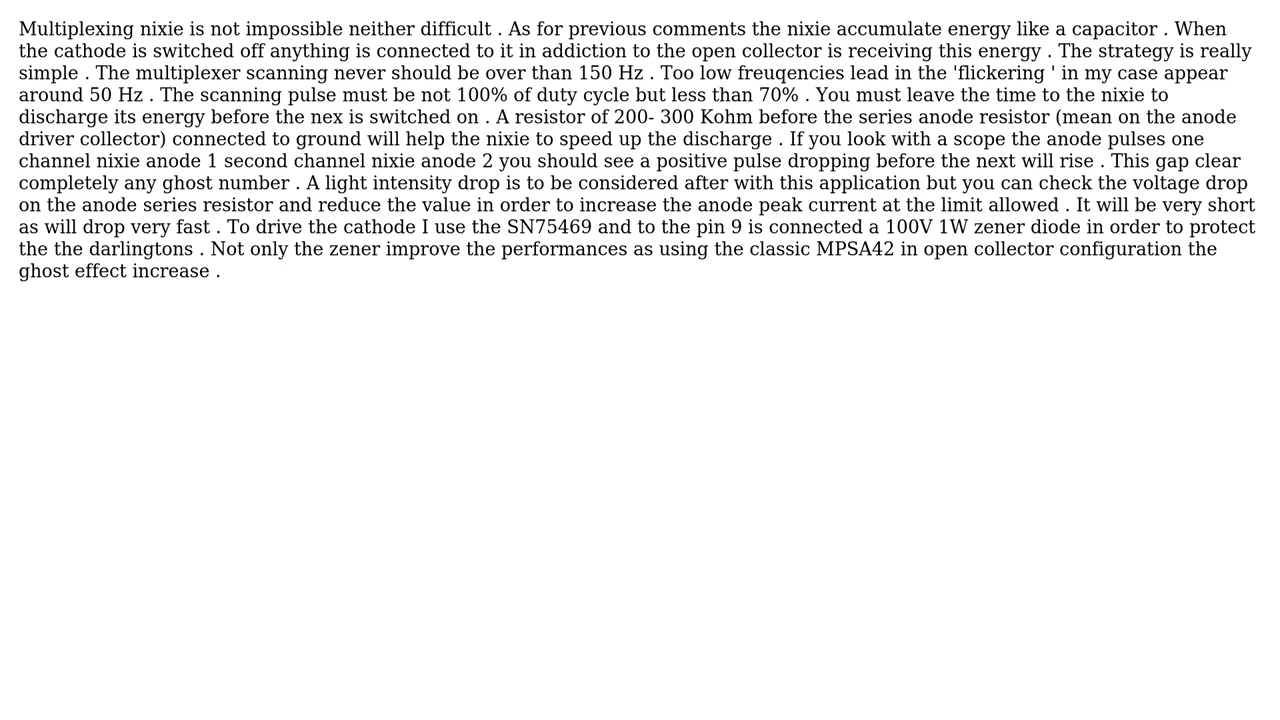 Multiplexing nixie is not impossible neither difficult . As for previous comments the nixie accumulate energy like a capacitor . When
the cathode is switched off anything is connected to it in addiction to the open collector is receiving this energy . The strategy is really
simple . The multiplexer scanning never should be over than 150 Hz . Too low freuqencies lead in the 'flickering ' in my case appear
around 50 Hz . The scanning pulse must be not 100% of duty cycle but less than 70% . You must leave the time to the nixie to
discharge its energy before the nex is switched on . A resistor of 200- 300 Kohm before the series anode resistor (mean on the anode
driver collector) connected to ground will help the nixie to speed up the discharge . If you look with a scope the anode pulses one
channel nixie anode 1 second channel nixie anode 2 you should see a positive pulse dropping before the next will rise . This gap clear
completely any ghost number . A light intensity drop is to be considered after with this application but you can check the voltage drop
on the anode series resistor and reduce the value in order to increase the anode peak current at the limit allowed . It will be very short
as will drop very fast . To drive the cathode I use the SN75469 and to the pin 9 is connected a 100V 1W zener diode in order to protect
the the darlingtons . Not only the zener improve the performances as using the classic MPSA42 in open collector configuration the
ghost effect increase .